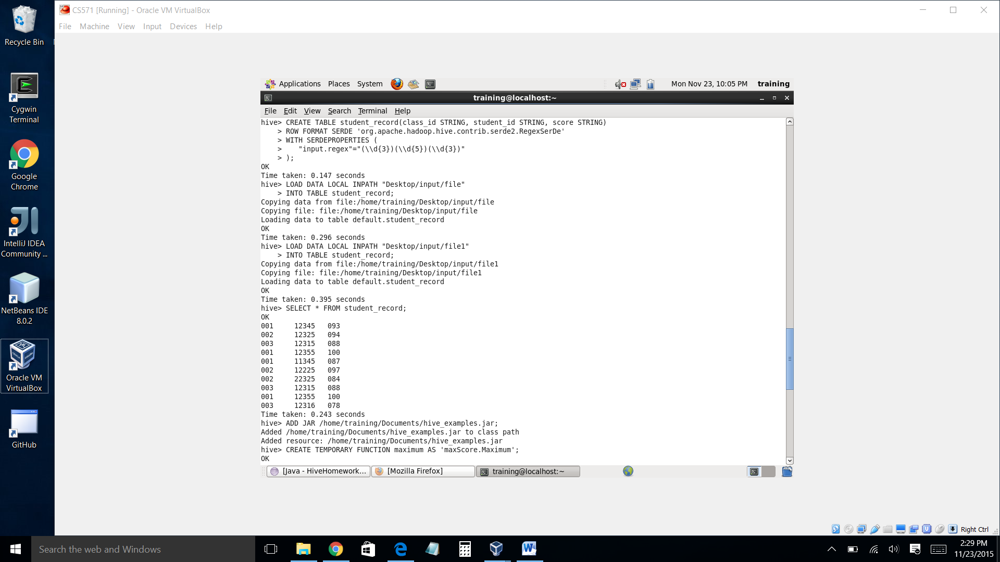 CS571 [Running] - Oracle VM VirtualBox
File Machine View Input Devices Help
Recycle Bin
Cygwin
Terminal
Google
Chrome
IntelliJ IDEA
Community ...
NetBeans IDE
8.0.2
Oracle VM
VirtualBox
GitHub
Applications Places System Mon Nov 23, 10:05 PM training
training@localhost:~
File Edit View Search Terminal Help
hive> CREATE TABLE student_record(class_id STRING, student_id STRING, score STRING)
    > ROW FORMAT SERDE 'org.apache.hadoop.hive.contrib.serde2.RegexSerDe'
    > WITH SERDEPROPERTIES (
    >    "input.regex"="(\\d{3})(\\d{5})(\\d{3})"
    > );
OK
Time taken: 0.147 seconds
hive> LOAD DATA LOCAL INPATH "Desktop/input/file"
    > INTO TABLE student_record;
Copying data from file:/home/training/Desktop/input/file
Copying file: file:/home/training/Desktop/input/file
Loading data to table default.student_record
OK
Time taken: 0.296 seconds
hive> LOAD DATA LOCAL INPATH "Desktop/input/file1"
    > INTO TABLE student_record;
Copying data from file:/home/training/Desktop/input/file1
Copying file: file:/home/training/Desktop/input/file1
Loading data to table default.student_record
OK
Time taken: 0.395 seconds
hive> SELECT * FROM student_record;
OK
001 12345 093
002 12325 094
003 12315 088
001 12355 100
001 11345 087
002 12225 097
002 22325 084
003 12315 088
001 12355 100
003 12316 078
Time taken: 0.243 seconds
hive> ADD JAR /home/training/Documents/hive_examples.jar;
Added /home/training/Documents/hive_examples.jar to class path
Added resource: /home/training/Documents/hive_examples.jar
hive> CREATE TEMPORARY FUNCTION maximum AS 'maxScore.Maximum';
OK
[Java - HiveHomework... [Mozilla Firefox] training@localhost:~
Right Ctrl
Search the web and Windows
2:29 PM
11/23/2015